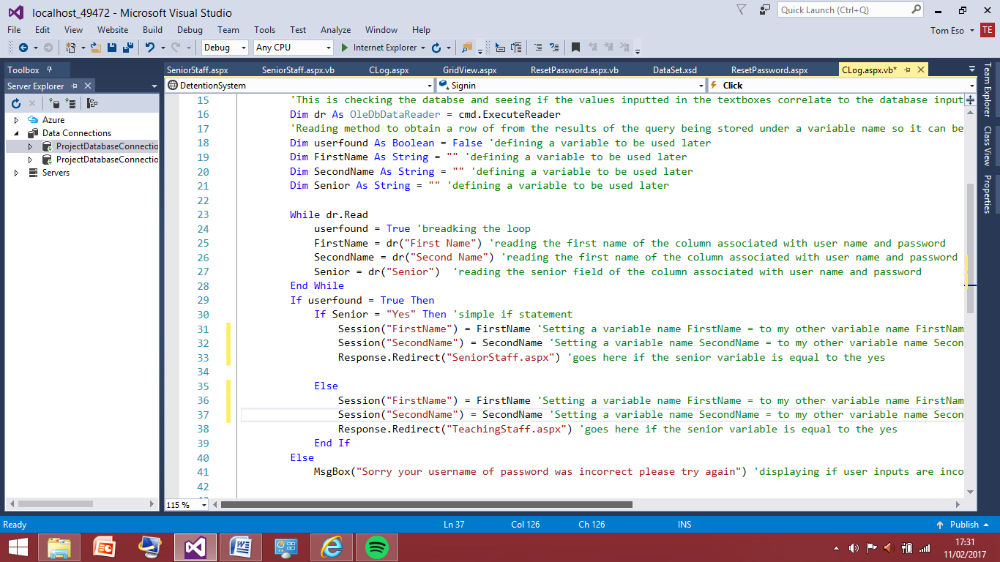 localhost_49472 - Microsoft Visual Studio
Quick Launch (Ctrl+Q)
File Edit View Website Build Debug Team Tools Test Analyze Window Help
Tom Eso TE
Debug Any CPU Internet Explorer
Toolbox
Server Explorer
Azure
Data Connections
ProjectDatabaseConnectio
ProjectDatabaseConnectio
Servers
SeniorStaff.aspx SeniorStaff.aspx.vb CLog.aspx GridView.aspx ResetPassword.aspx.vb DataSet.xsd ResetPassword.aspx CLog.aspx.vb*
DetentionSystem Signin Click
15 'This is checking the databse and seeing if the values inputted in the textboxes correlate to the database input
16 Dim dr As OleDbDataReader = cmd.ExecuteReader
17 'Reading method to obtain a row of from the results of the query being stored under a variable name so it can be
18 Dim userfound As Boolean = False 'defining a variable to be used later
19 Dim FirstName As String = "" 'defining a variable to be used later
20 Dim SecondName As String = "" 'defining a variable to be used later
21 Dim Senior As String = "" 'defining a variable to be used later
22
23 While dr.Read
24 userfound = True 'breadking the loop
25 FirstName = dr("First Name") 'reading the first name of the column associated with user name and password
26 SecondName = dr("Second Name") 'reading the first name of the column associated with user name and password
27 Senior = dr("Senior") 'reading the senior field of the column associated with user name and password
28 End While
29 If userfound = True Then
30 If Senior = "Yes" Then 'simple if statement
31 Session("FirstName") = FirstName 'Setting a variable name FirstName = to my other variable name FirstNam
32 Session("SecondName") = SecondName 'Setting a variable name SecondName = to my other variable name Secon
33 Response.Redirect("SeniorStaff.aspx") 'goes here if the senior variable is equal to the yes
34
35 Else
36 Session("FirstName") = FirstName 'Setting a variable name FirstName = to my other variable name FirstNam
37 Session("SecondName") = SecondName 'Setting a variable name SecondName = to my other variable name Secon
38 Response.Redirect("TeachingStaff.aspx") 'goes here if the senior variable is equal to the yes
39 End If
40 Else
41 MsgBox("Sorry your username of password was incorrect please try again") 'displaying if user inputs are inco
42
115 %
Team Explorer
Class View
Properties
Ready Ln 37 Col 126 Ch 126 INS Publish
17:31
11/02/2017